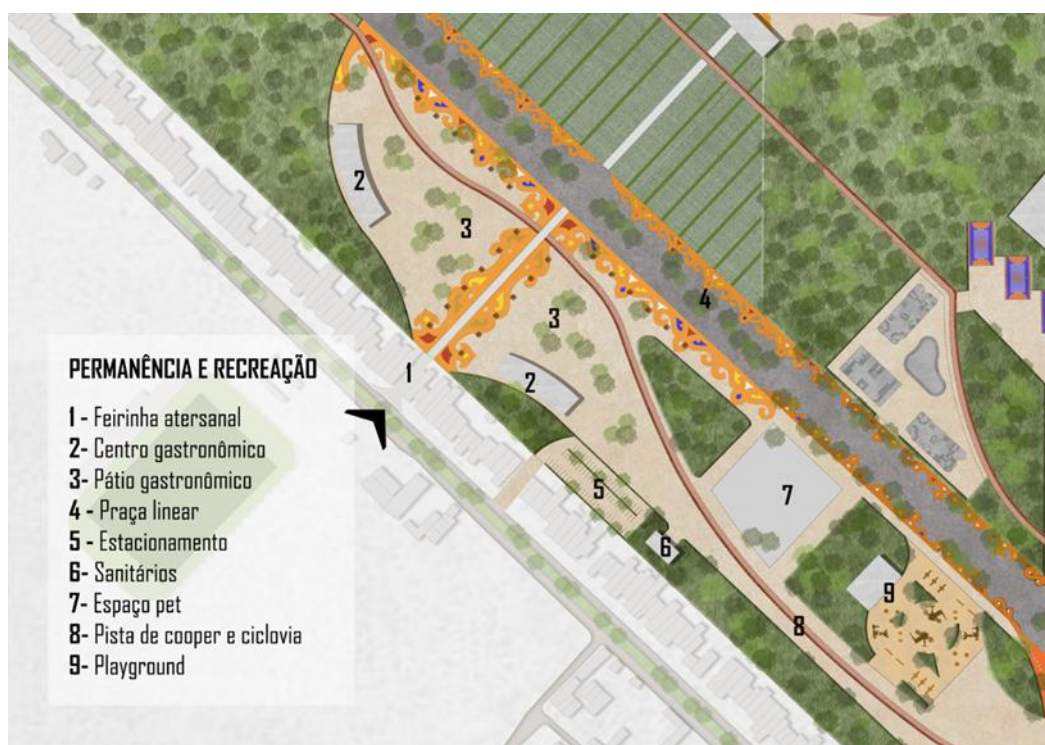 PERMANÊNCIA E RECREAÇÃO
1 - Feirinha atersanal
2- Centro gastronômico
3- Pátio gastronômico
4 - Praça linear
5 - Estacionamento
6- Sanitários
7- Espaço pet
8- Pista de cooper e ciclovia
9- Playground
2
3
4
3
1
2
5
7
6
9
8